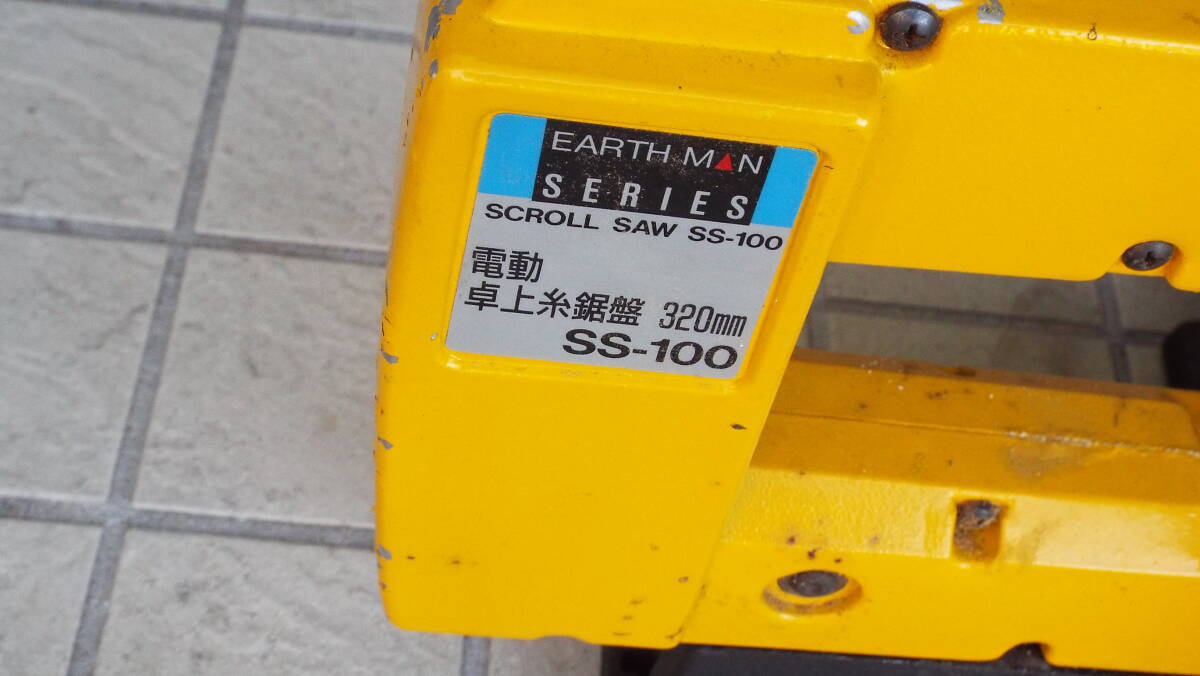 EARTH MAN
SERIES
SCROLL SAW SS-100
電動
卓上糸鋸盤 320mm
SS-100